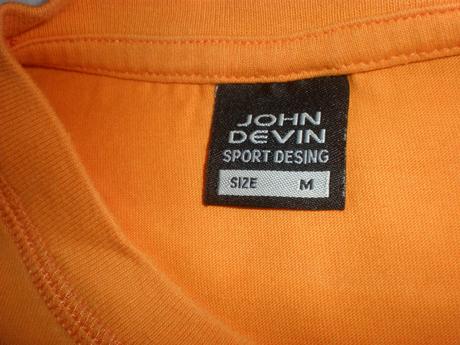 JOHN
DEVIN
SPORT DESING
SIZE M